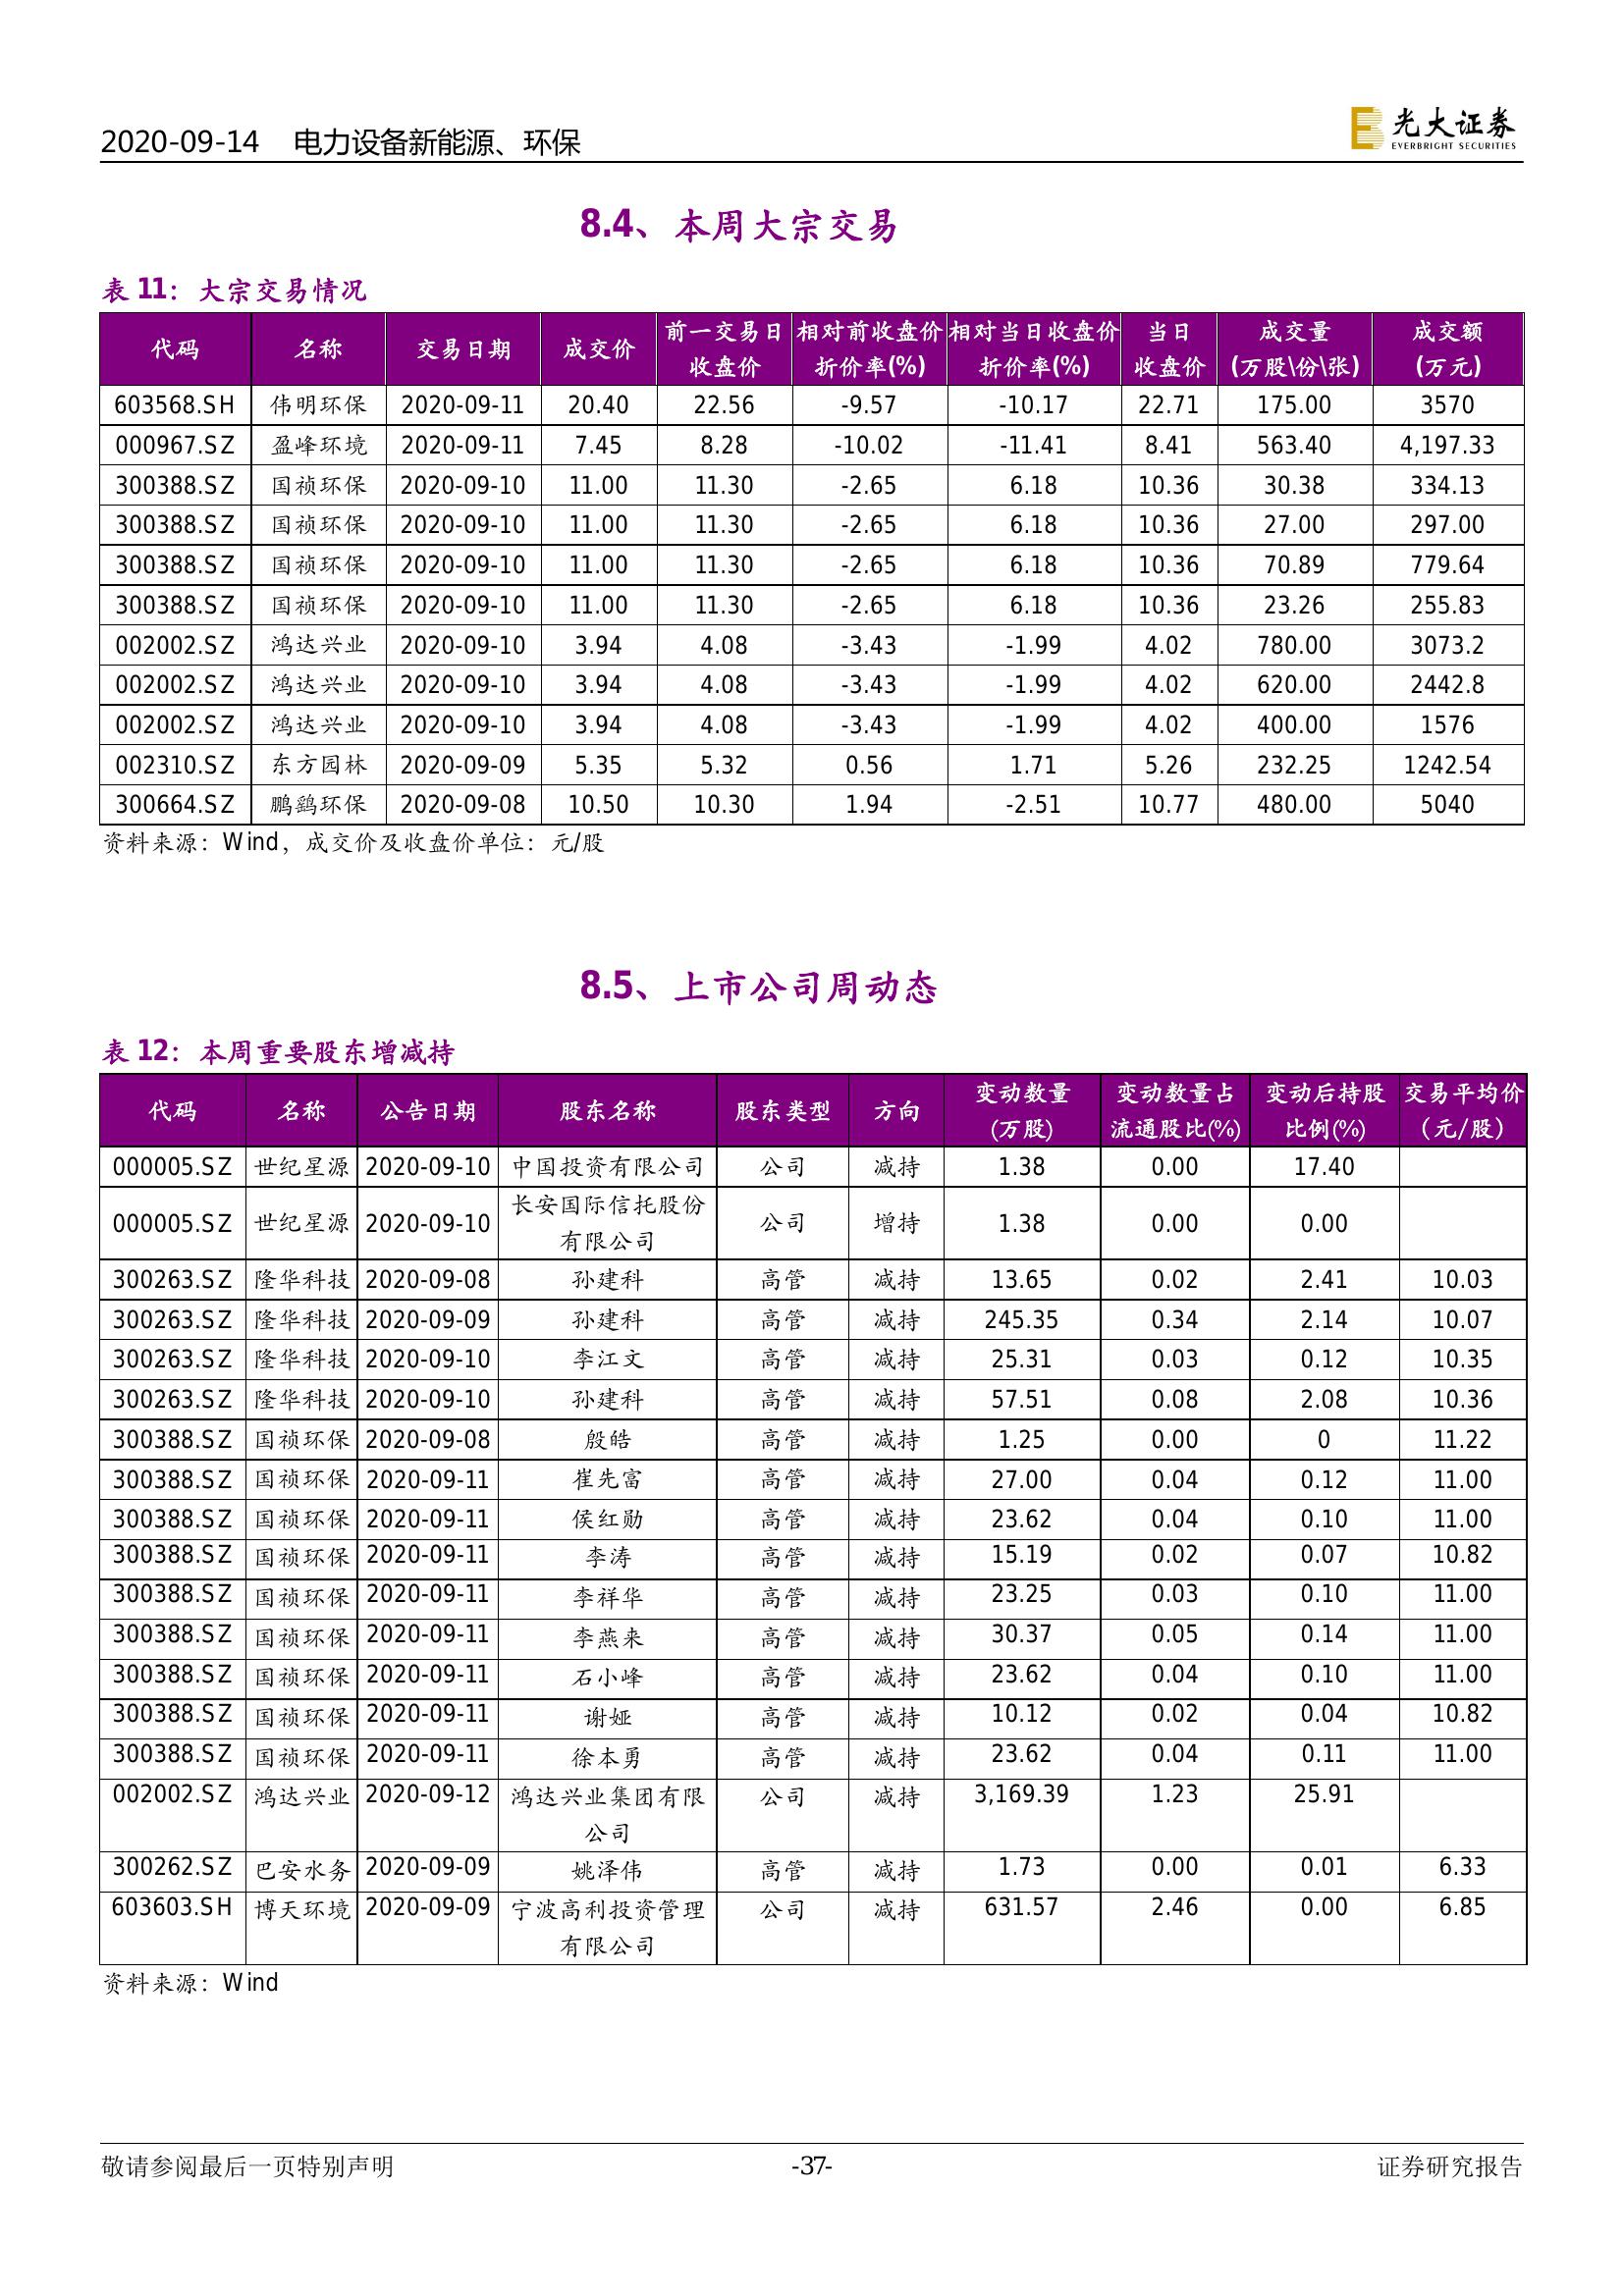 2020-09-14 电力设备新能源、环保
光大证券
EVERBRIGHT SECURITIES
8.4、本周大宗交易
表 11：大宗交易情况
代码 名称 交易日期 成交价 前一交易日 相对前收盘价 相对当日收盘价 当日 成交量 成交额
收盘价 折价率(%) 折价率(%) 收盘价 (万股\份\张) (万元)
603568.SH 伟明环保 2020-09-11 20.40 22.56 -9.57 -10.17 22.71 175.00 3570
000967.SZ 盈峰环境 2020-09-11 7.45 8.28 -10.02 -11.41 8.41 563.40 4,197.33
300388.SZ 国祯环保 2020-09-10 11.00 11.30 -2.65 6.18 10.36 30.38 334.13
300388.SZ 国祯环保 2020-09-10 11.00 11.30 -2.65 6.18 10.36 27.00 297.00
300388.SZ 国祯环保 2020-09-10 11.00 11.30 -2.65 6.18 10.36 70.89 779.64
300388.SZ 国祯环保 2020-09-10 11.00 11.30 -2.65 6.18 10.36 23.26 255.83
002002.SZ 鸿达兴业 2020-09-10 3.94 4.08 -3.43 -1.99 4.02 780.00 3073.2
002002.SZ 鸿达兴业 2020-09-10 3.94 4.08 -3.43 -1.99 4.02 620.00 2442.8
002002.SZ 鸿达兴业 2020-09-10 3.94 4.08 -3.43 -1.99 4.02 400.00 1576
002310.SZ 东方园林 2020-09-09 5.35 5.32 0.56 1.71 5.26 232.25 1242.54
300664.SZ 鹏鹞环保 2020-09-08 10.50 10.30 1.94 -2.51 10.77 480.00 5040
资料来源：Wind，成交价及收盘价单位：元/股
8.5、上市公司周动态
表 12：本周重要股东增减持
代码 名称 公告日期 股东名称 股东类型 方向 变动数量 变动数量占 变动后持股 交易平均价
(万股) 流通股比(%) 比例(%) （元/股）
000005.SZ 世纪星源 2020-09-10 中国投资有限公司 公司 减持 1.38 0.00 17.40
000005.SZ 世纪星源 2020-09-10 长安国际信托股份 公司 增持 1.38 0.00 0.00
有限公司
300263.SZ 隆华科技 2020-09-08 孙建科 高管 减持 13.65 0.02 2.41 10.03
300263.SZ 隆华科技 2020-09-09 孙建科 高管 减持 245.35 0.34 2.14 10.07
300263.SZ 隆华科技 2020-09-10 李江文 高管 减持 25.31 0.03 0.12 10.35
300263.SZ 隆华科技 2020-09-10 孙建科 高管 减持 57.51 0.08 2.08 10.36
300388.SZ 国祯环保 2020-09-08 殷皓 高管 减持 1.25 0.00 0 11.22
300388.SZ 国祯环保 2020-09-11 崔先富 高管 减持 27.00 0.04 0.12 11.00
300388.SZ 国祯环保 2020-09-11 侯红勋 高管 减持 23.62 0.04 0.10 11.00
300388.SZ 国祯环保 2020-09-11 李涛 高管 减持 15.19 0.02 0.07 10.82
300388.SZ 国祯环保 2020-09-11 李祥华 高管 减持 23.25 0.03 0.10 11.00
300388.SZ 国祯环保 2020-09-11 李燕来 高管 减持 30.37 0.05 0.14 11.00
300388.SZ 国祯环保 2020-09-11 石小峰 高管 减持 23.62 0.04 0.10 11.00
300388.SZ 国祯环保 2020-09-11 谢娅 高管 减持 10.12 0.02 0.04 10.82
300388.SZ 国祯环保 2020-09-11 徐本勇 高管 减持 23.62 0.04 0.11 11.00
002002.SZ 鸿达兴业 2020-09-12 鸿达兴业集团有限 公司 减持 3,169.39 1.23 25.91
公司
300262.SZ 巴安水务 2020-09-09 姚泽伟 高管 减持 1.73 0.00 0.01 6.33
603603.SH 博天环境 2020-09-09 宁波高利投资管理 公司 减持 631.57 2.46 0.00 6.85
有限公司
资料来源：Wind
敬请参阅最后一页特别声明 -37- 证券研究报告